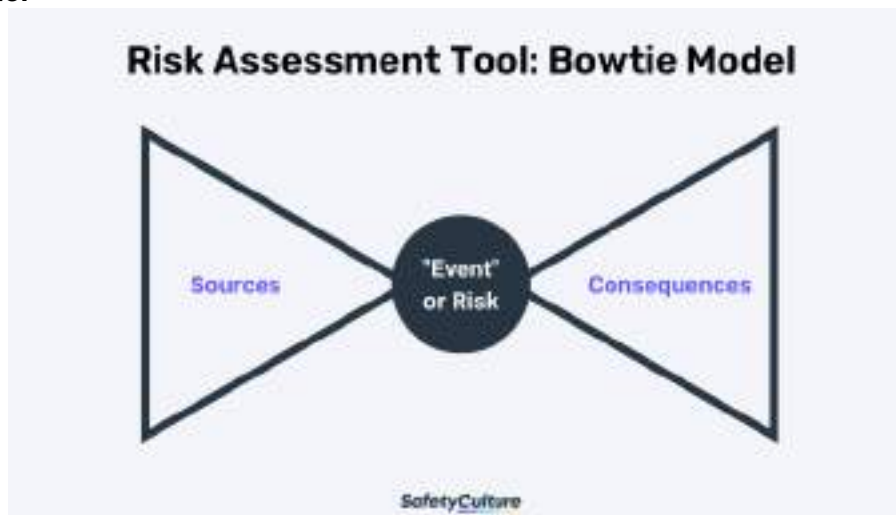 Risk Assessment Tool: Bowtie Model
Sources
"Event"
or Risk
Consequences
SafetyCulture